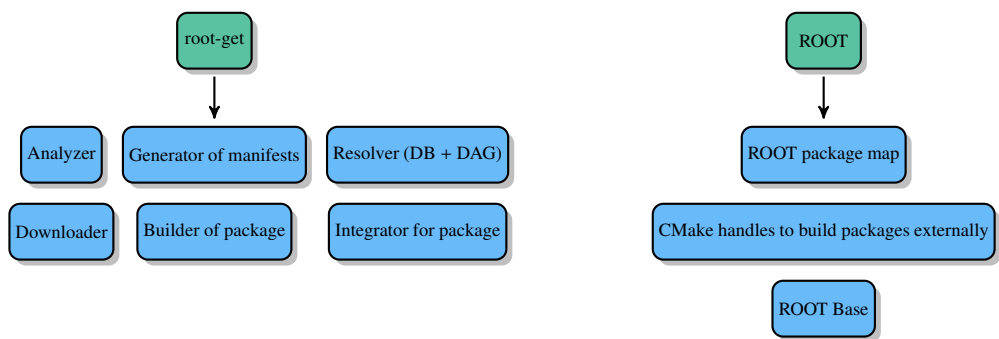 root-get
Analyzer
Generator of manifests
Resolver (DB + DAG)
Downloader
Builder of package
Integrator for package
ROOT
ROOT package map
CMake handles to build packages externally
ROOT Base